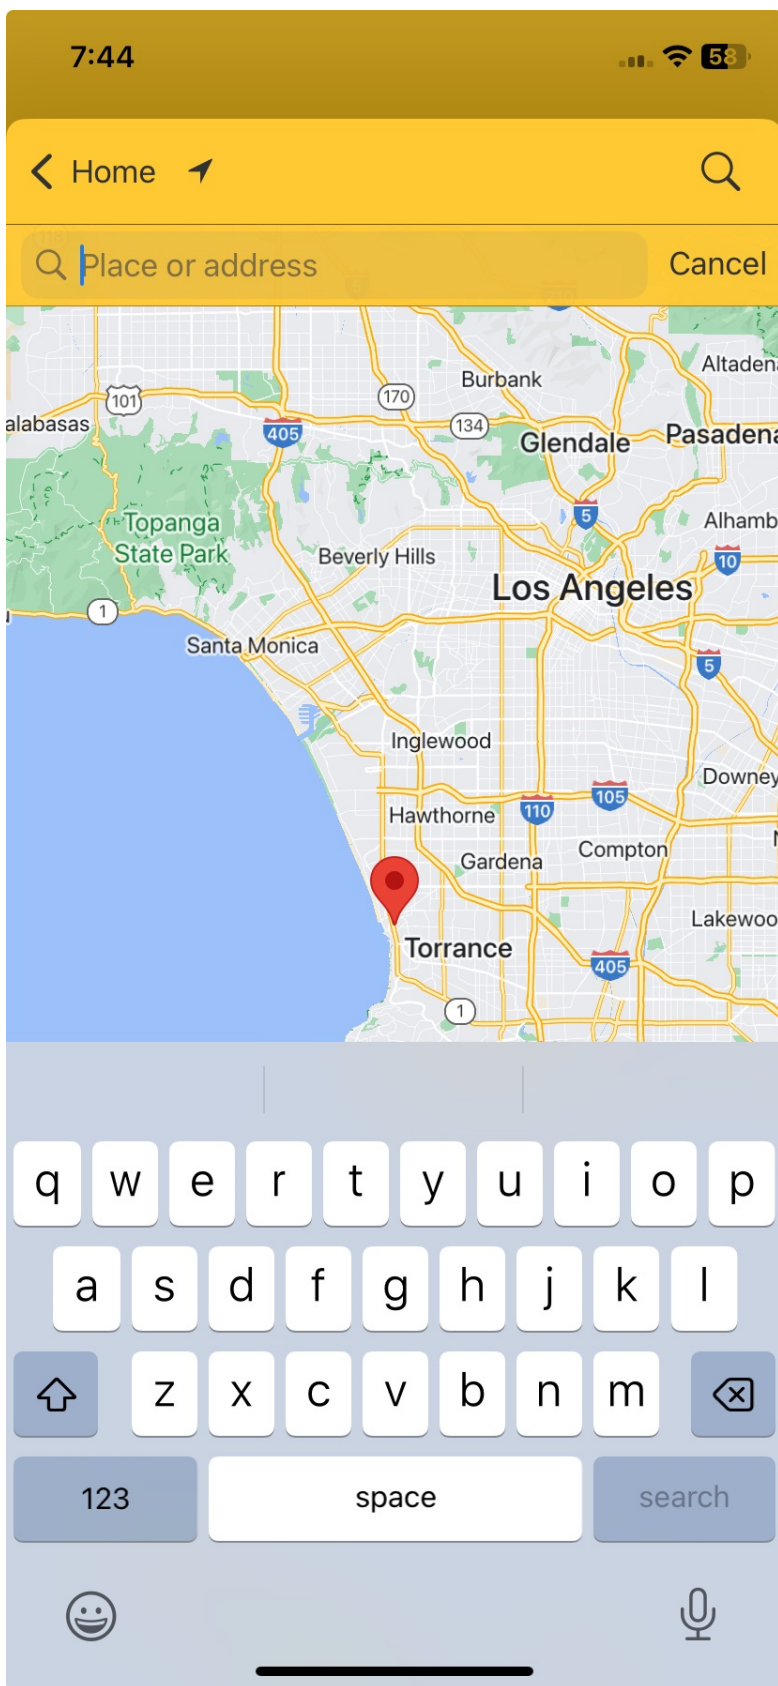 7:44
58
Home
Place or address
Cancel
Burbank
Altaden
101
170
alabasas
134
405
Glendale
Pasadena
5
Topanga
State Park
Alhamb
Beverly Hills
10
Los Angeles
1
Santa Monica
5
Inglewood
Downey
105
110
Hawthorne
Compton
Gardena
Lakewoo
Torrance
405
1
q w e r t y u i o p
a s d f g h j k l
z x c v b n m
123 space search